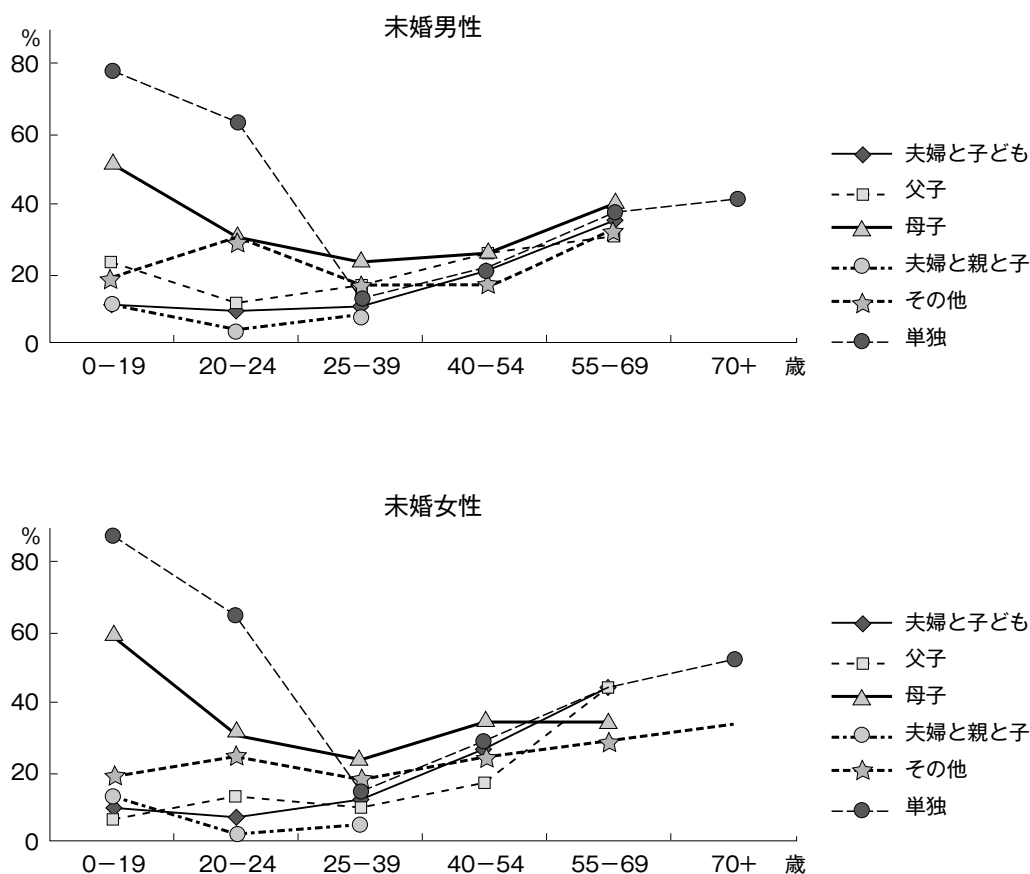 未婚男性
%
80
60
40
20
0
0－19 20－24 25－39 40－54 55－69 70+ 歳
夫婦と子ども
父子
母子
夫婦と親と子
その他
単独
未婚女性
%
80
60
40
20
0
0－19 20－24 25－39 40－54 55－69 70+ 歳
夫婦と子ども
父子
母子
夫婦と親と子
その他
単独